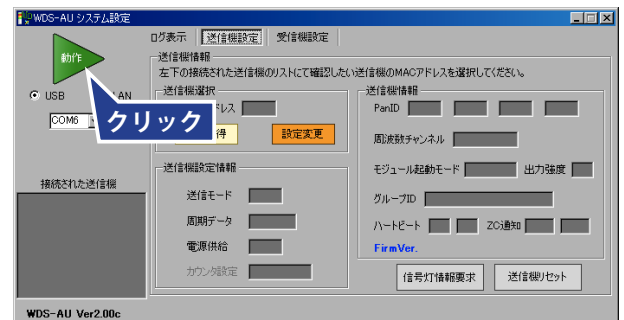 WDS-AU システム設定
ログ表示 送信機設定 受信機設定
動作
送信機情報
左下の接続された送信機のリストにて確認したい送信機のMACアドレスを選択してください。
USB AN
COM6
クリック
送信機選択
ドレス
得 設定変更
送信機設定情報
送信モード
周期データ
電源供給
カウンタ設定
送信機情報
PanID
周波数チャンネル
モジュール起動モード 出力強度
グループID
ハートビート ZC通知
FirmVer.
信号灯情報要求 送信機リセット
接続された送信機
WDS-AU Ver2.00c